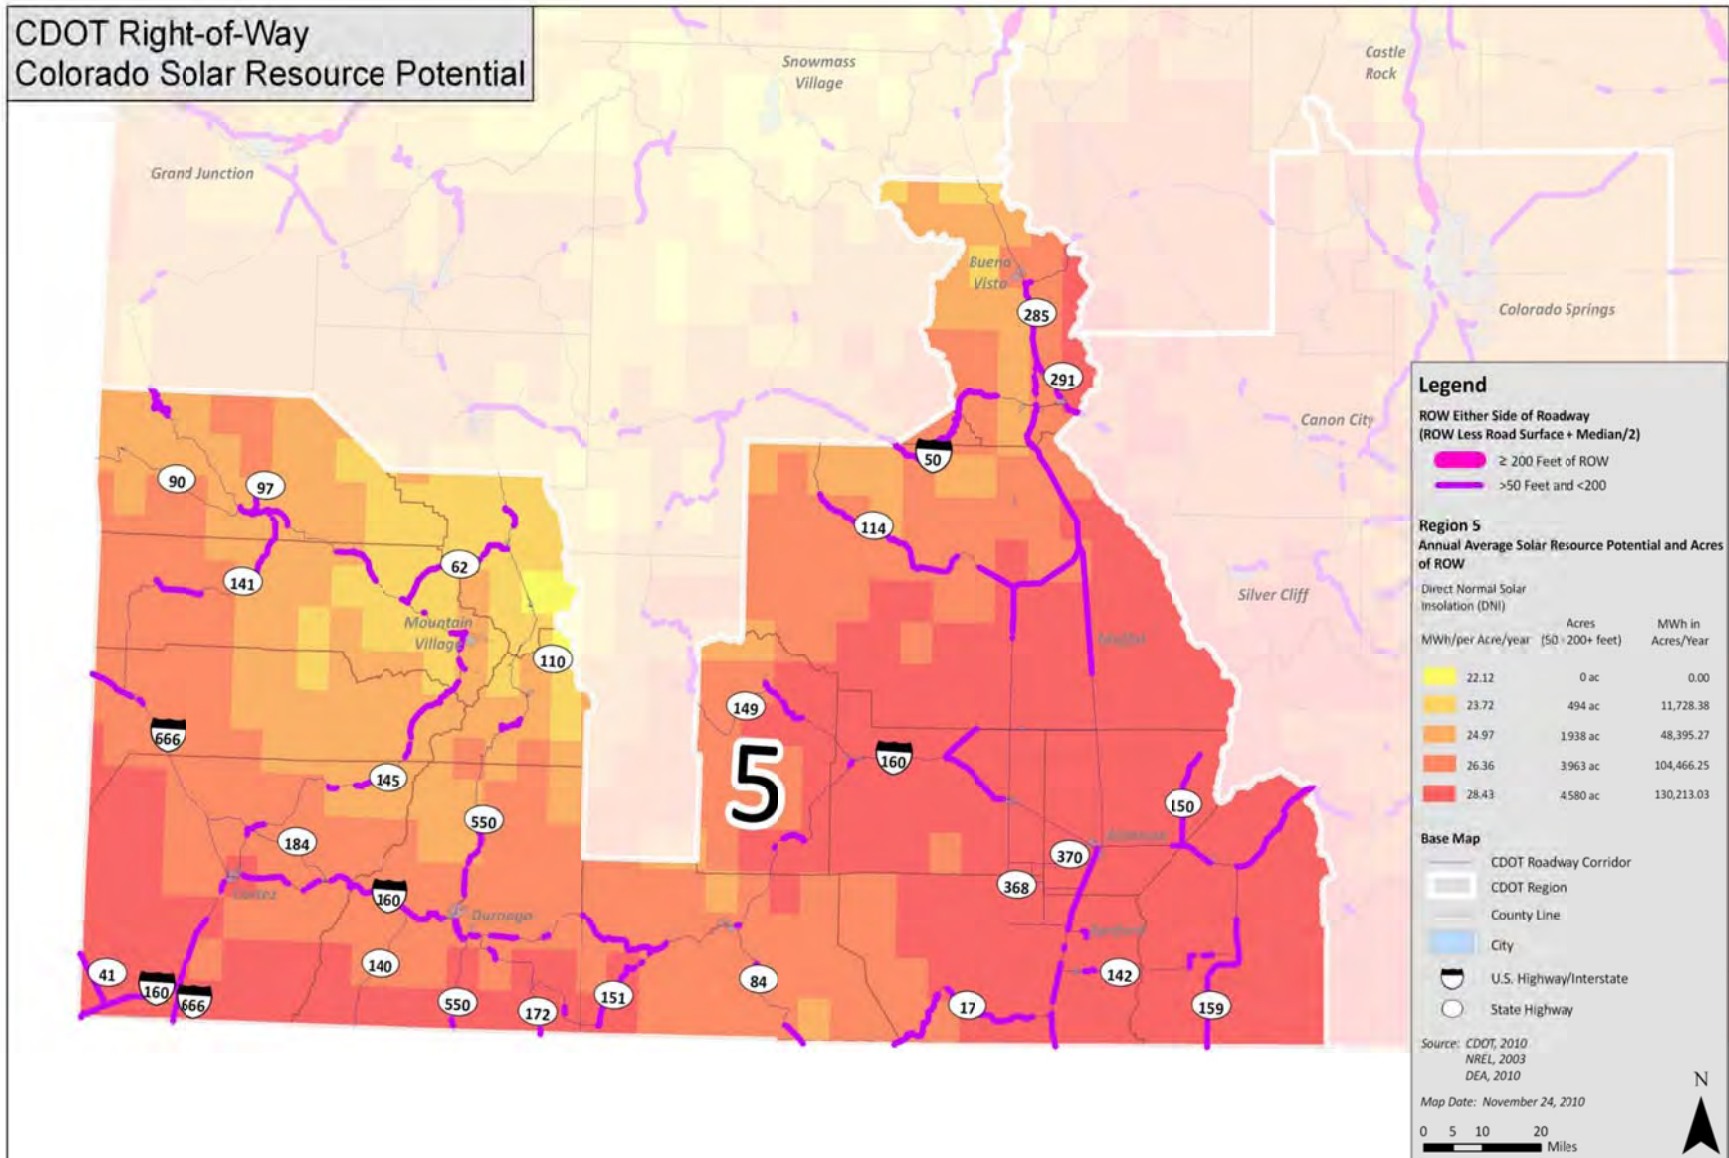 CDOT Right-of-Way
Colorado Solar Resource Potential
Snowmass
Village
Castle
Rock
Grand Junction
Buena
Vista
285
Colorado Springs
291
Canon City
50
90
97
114
62
141
Silver Cliff
Mountain
Village
Moffat
110
149
666
5
160
145
150
550
184
370
368
Cortez
160
Durango
140
41
160
666
550
172
151
84
17
142
159
Legend
ROW Either Side of Roadway
(ROW Less Road Surface + Median/2)
≥ 200 Feet of ROW
>50 Feet and <200
Region 5
Annual Average Solar Resource Potential and Acres
of ROW
Direct Normal Solar
Insolation (DNI)
MWh/per Acre/year
Acres
(50 - 200+ feet)
MWh in
Acres/Year
22.12 0 ac 0.00
23.72 494 ac 11,728.38
24.97 1938 ac 48,395.27
26.36 3963 ac 104,466.25
28.43 4580 ac 130,213.03
Base Map
CDOT Roadway Corridor
CDOT Region
County Line
City
U.S. Highway/Interstate
State Highway
Source: CDOT, 2010
NREL, 2003
DEA, 2010
Map Date: November 24, 2010
N
0 5 10 20
Miles